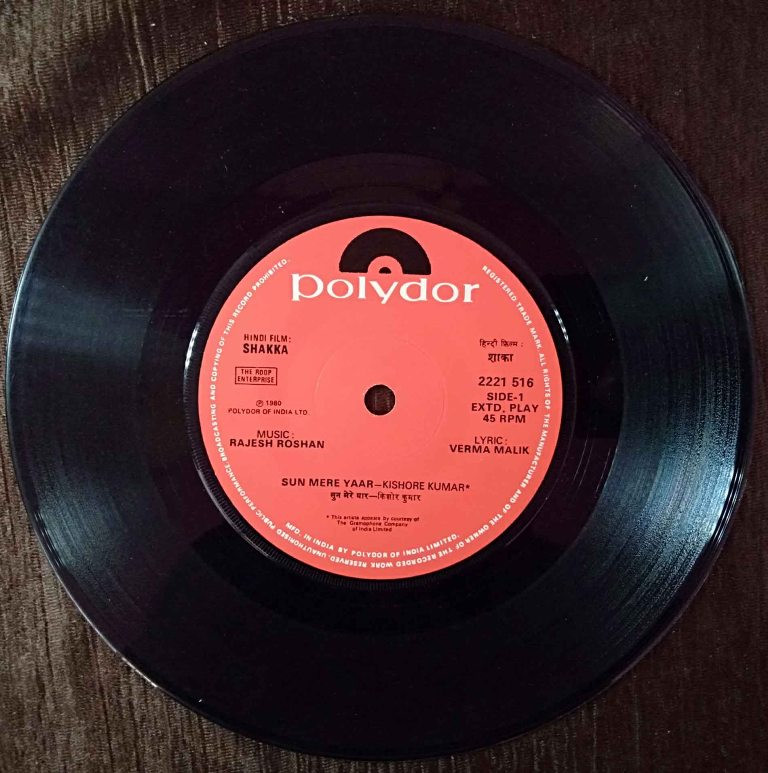 polydor
HINDI FILM:
SHAKKA
हिन्दी फ़िल्म :
शाका
THE ROOP
ENTERPRISE
2221 516
SIDE-1
EXTD. PLAY
45 RPM
℗ 1980
POLYDOR OF INDIA LTD.
MUSIC:
RAJESH ROSHAN
LYRIC:
VERMA MALIK
SUN MERE YAAR—KISHORE KUMAR*
सुन मेरे यार—किशोर कुमार
* This artiste appears by courtesy of
The Gramophone Company
of India Limited
REGISTERED TRADE MARK. ALL RIGHTS OF THE MANUFACTURER AND OF THE OWNER OF THE RECORDED WORK RESERVED. UNAUTHORISED PUBLIC PERFORMANCE, BROADCASTING AND COPYING OF THIS RECORD PROHIBITED.
MFD. IN INDIA BY POLYDOR OF INDIA LIMITED.